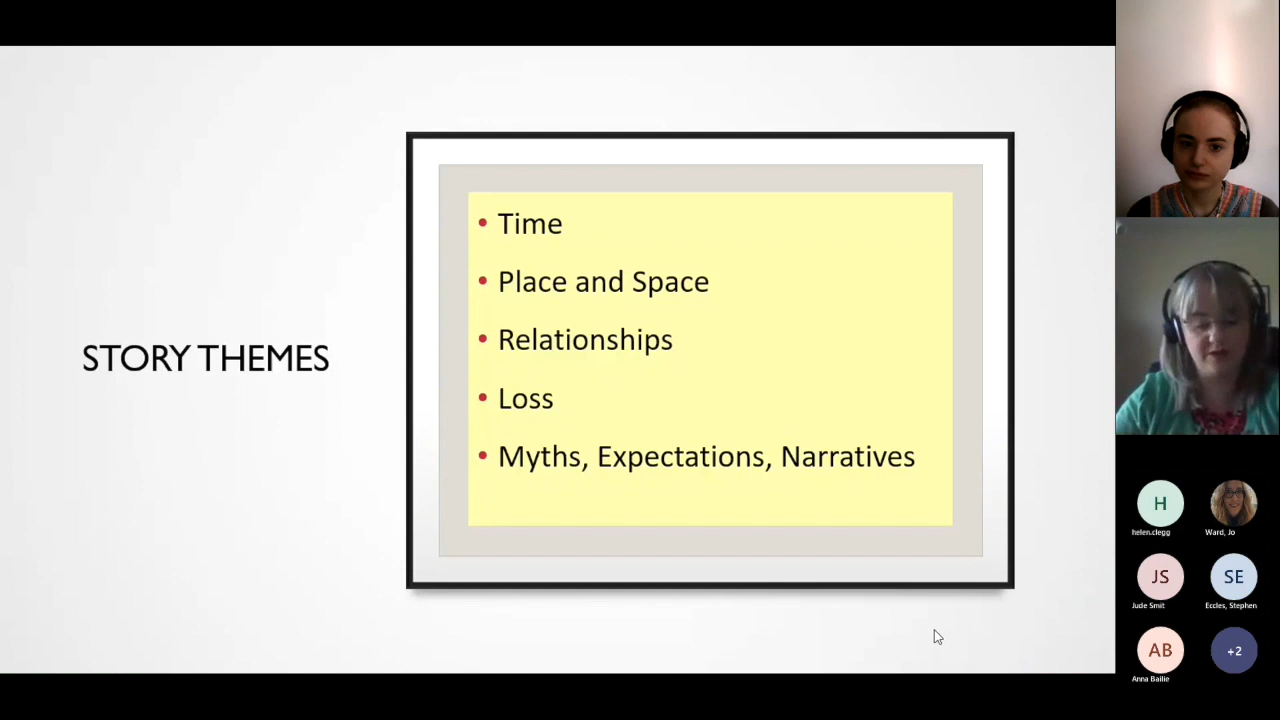 STORY THEMES
• Time
• Place and Space
• Relationships
• Loss
• Myths, Expectations, Narratives
H
helen.clegg
Ward, Jo
JS
Jude Smit
SE
Eccles, Stephen
AB
Anna Bailie
+2